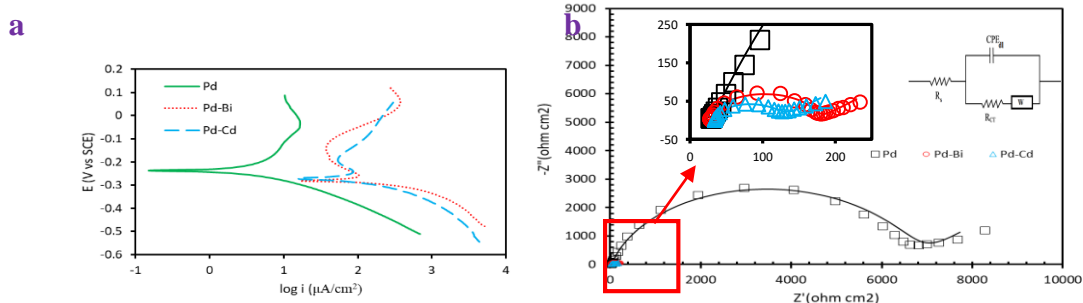 a
0.2
0.1
0
-0.1
-0.2
-0.3
-0.4
-0.5
-0.6
E (V vs SCE)
Pd
Pd-Bi
Pd-Cd
-1
0
1
2
3
4
log i (µA/cm²)
b
9000
8000
7000
6000
5000
4000
3000
2000
1000
0
-Z''(ohm cm2)
250
150
50
-50
0
100
200
CPE dl
Rs
RCT
W
Pd
Pd-Bi
Pd-Cd
0
2000
4000
6000
8000
10000
Z'(ohm cm2)